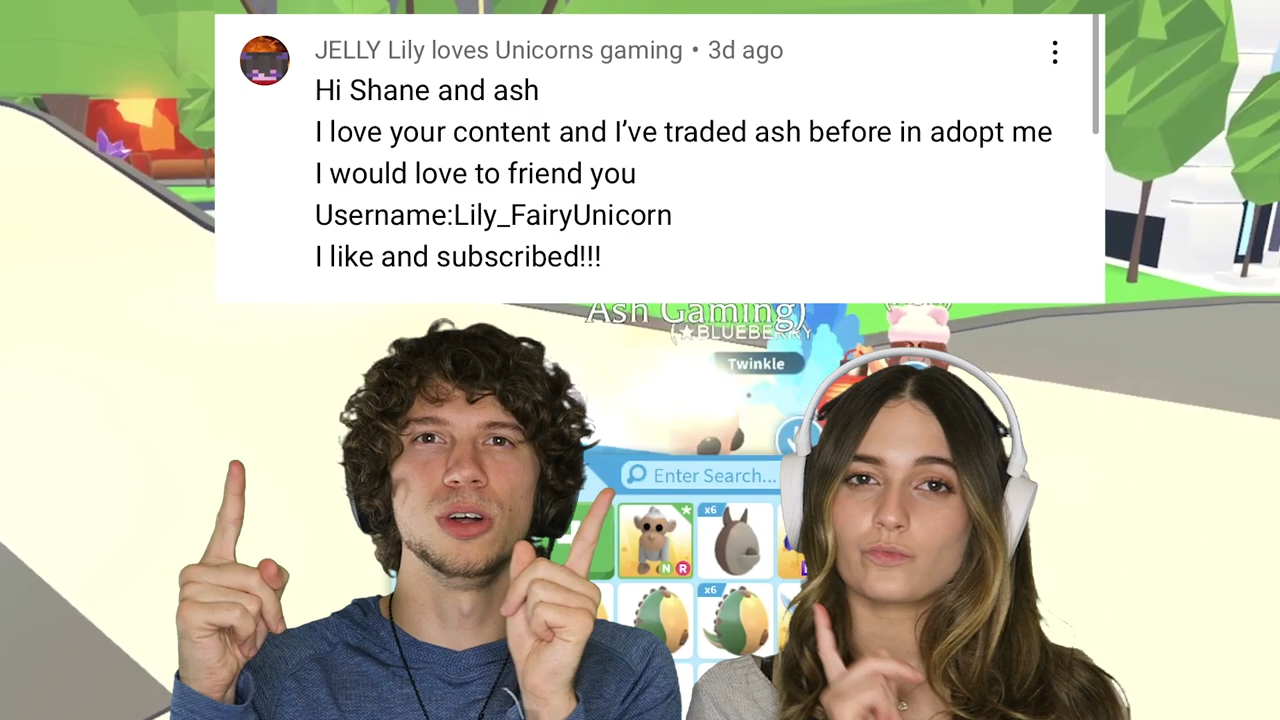 JELLY Lily loves Unicorns gaming • 3d ago
Hi Shane and ash
I love your content and I’ve traded ash before in adopt me
I would love to friend you
Username:Lily_FairyUnicorn
I like and subscribed!!!
Ash Gaming)
(★BLUEBERRY
Twinkle
Enter Search...
x6
N R
x6